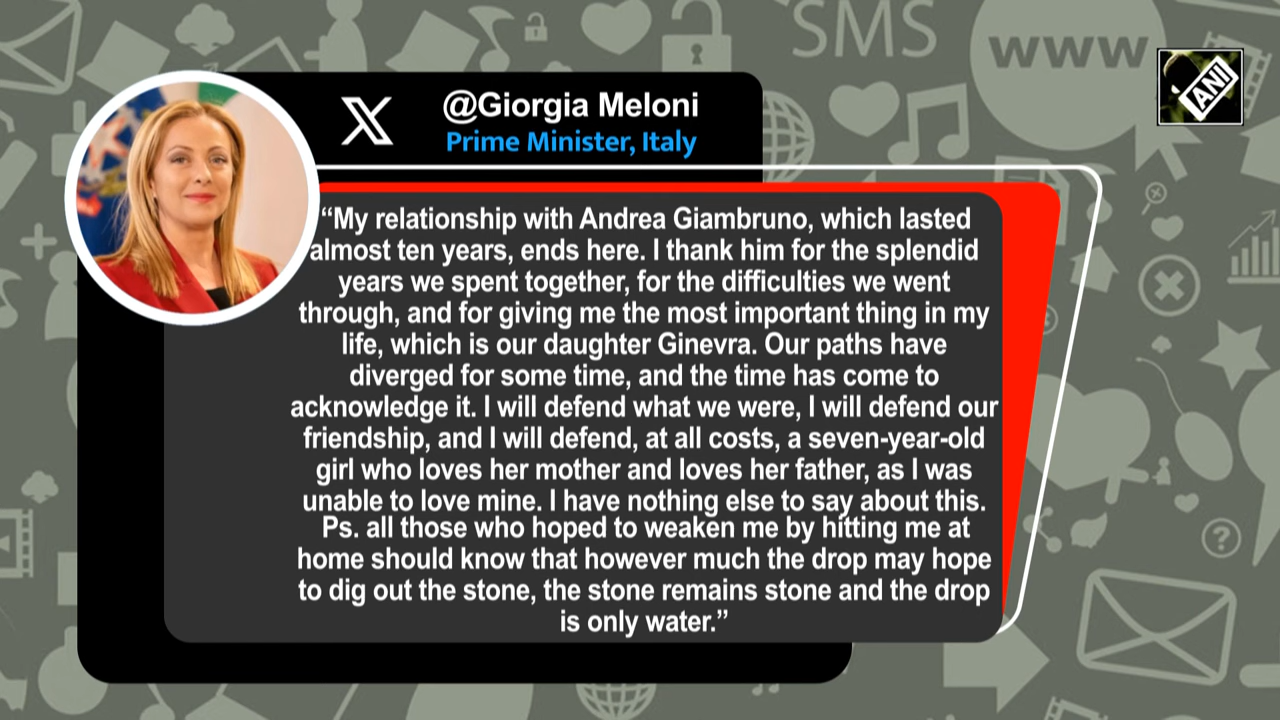 SMS
www
ANI
X
@Giorgia Meloni
Prime Minister, Italy
“My relationship with Andrea Giambruno, which lasted
almost ten years, ends here. I thank him for the splendid
years we spent together, for the difficulties we went
through, and for giving me the most important thing in my
life, which is our daughter Ginevra. Our paths have
diverged for some time, and the time has come to
acknowledge it. I will defend what we were, I will defend our
friendship, and I will defend, at all costs, a seven-year-old
girl who loves her mother and loves her father, as I was
unable to love mine. I have nothing else to say about this.
Ps. all those who hoped to weaken me by hitting me at
home should know that however much the drop may hope
to dig out the stone, the stone remains stone and the drop
is only water.”